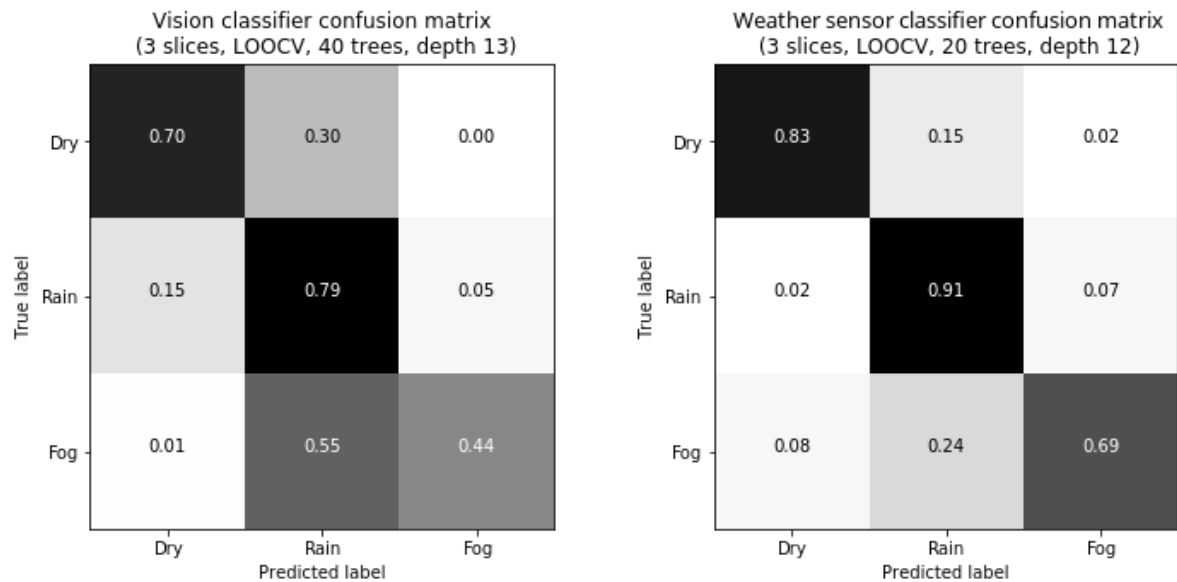 Vision classifier confusion matrix
(3 slices, LOOCV, 40 trees, depth 13)
True label
Dry
0.70 0.30 0.00
Rain
0.15 0.79 0.05
Fog
0.01 0.55 0.44
Dry Rain Fog
Predicted label
Weather sensor classifier confusion matrix
(3 slices, LOOCV, 20 trees, depth 12)
True label
Dry
0.83 0.15 0.02
Rain
0.02 0.91 0.07
Fog
0.08 0.24 0.69
Dry Rain Fog
Predicted label